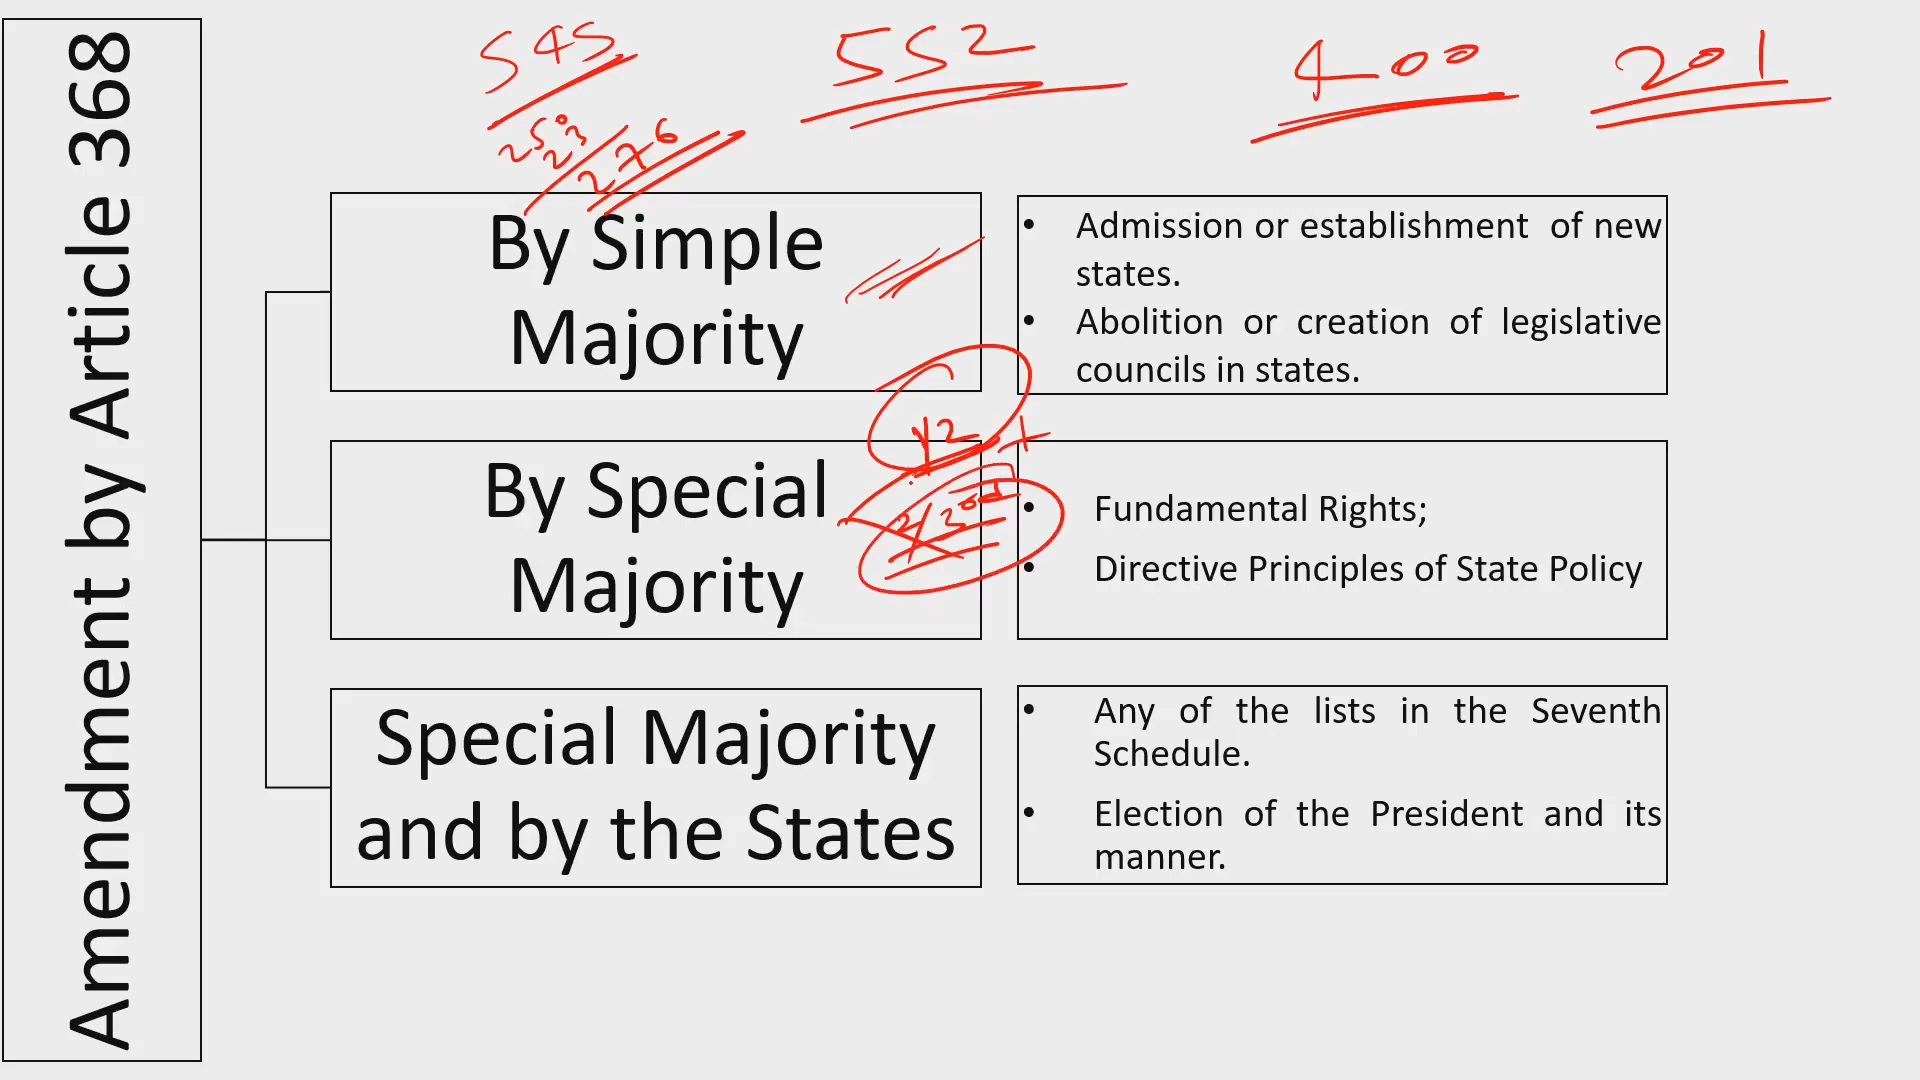 Amendment by Article 368
545
552
400
201
276
By Simple
Majority
• Admission or establishment of new
states.
• Abolition or creation of legislative
councils in states.
1/2 +
By Special
Majority
2/3rd
• Fundamental Rights;
• Directive Principles of State Policy
Special Majority
and by the States
• Any of the lists in the Seventh
Schedule.
• Election of the President and its
manner.